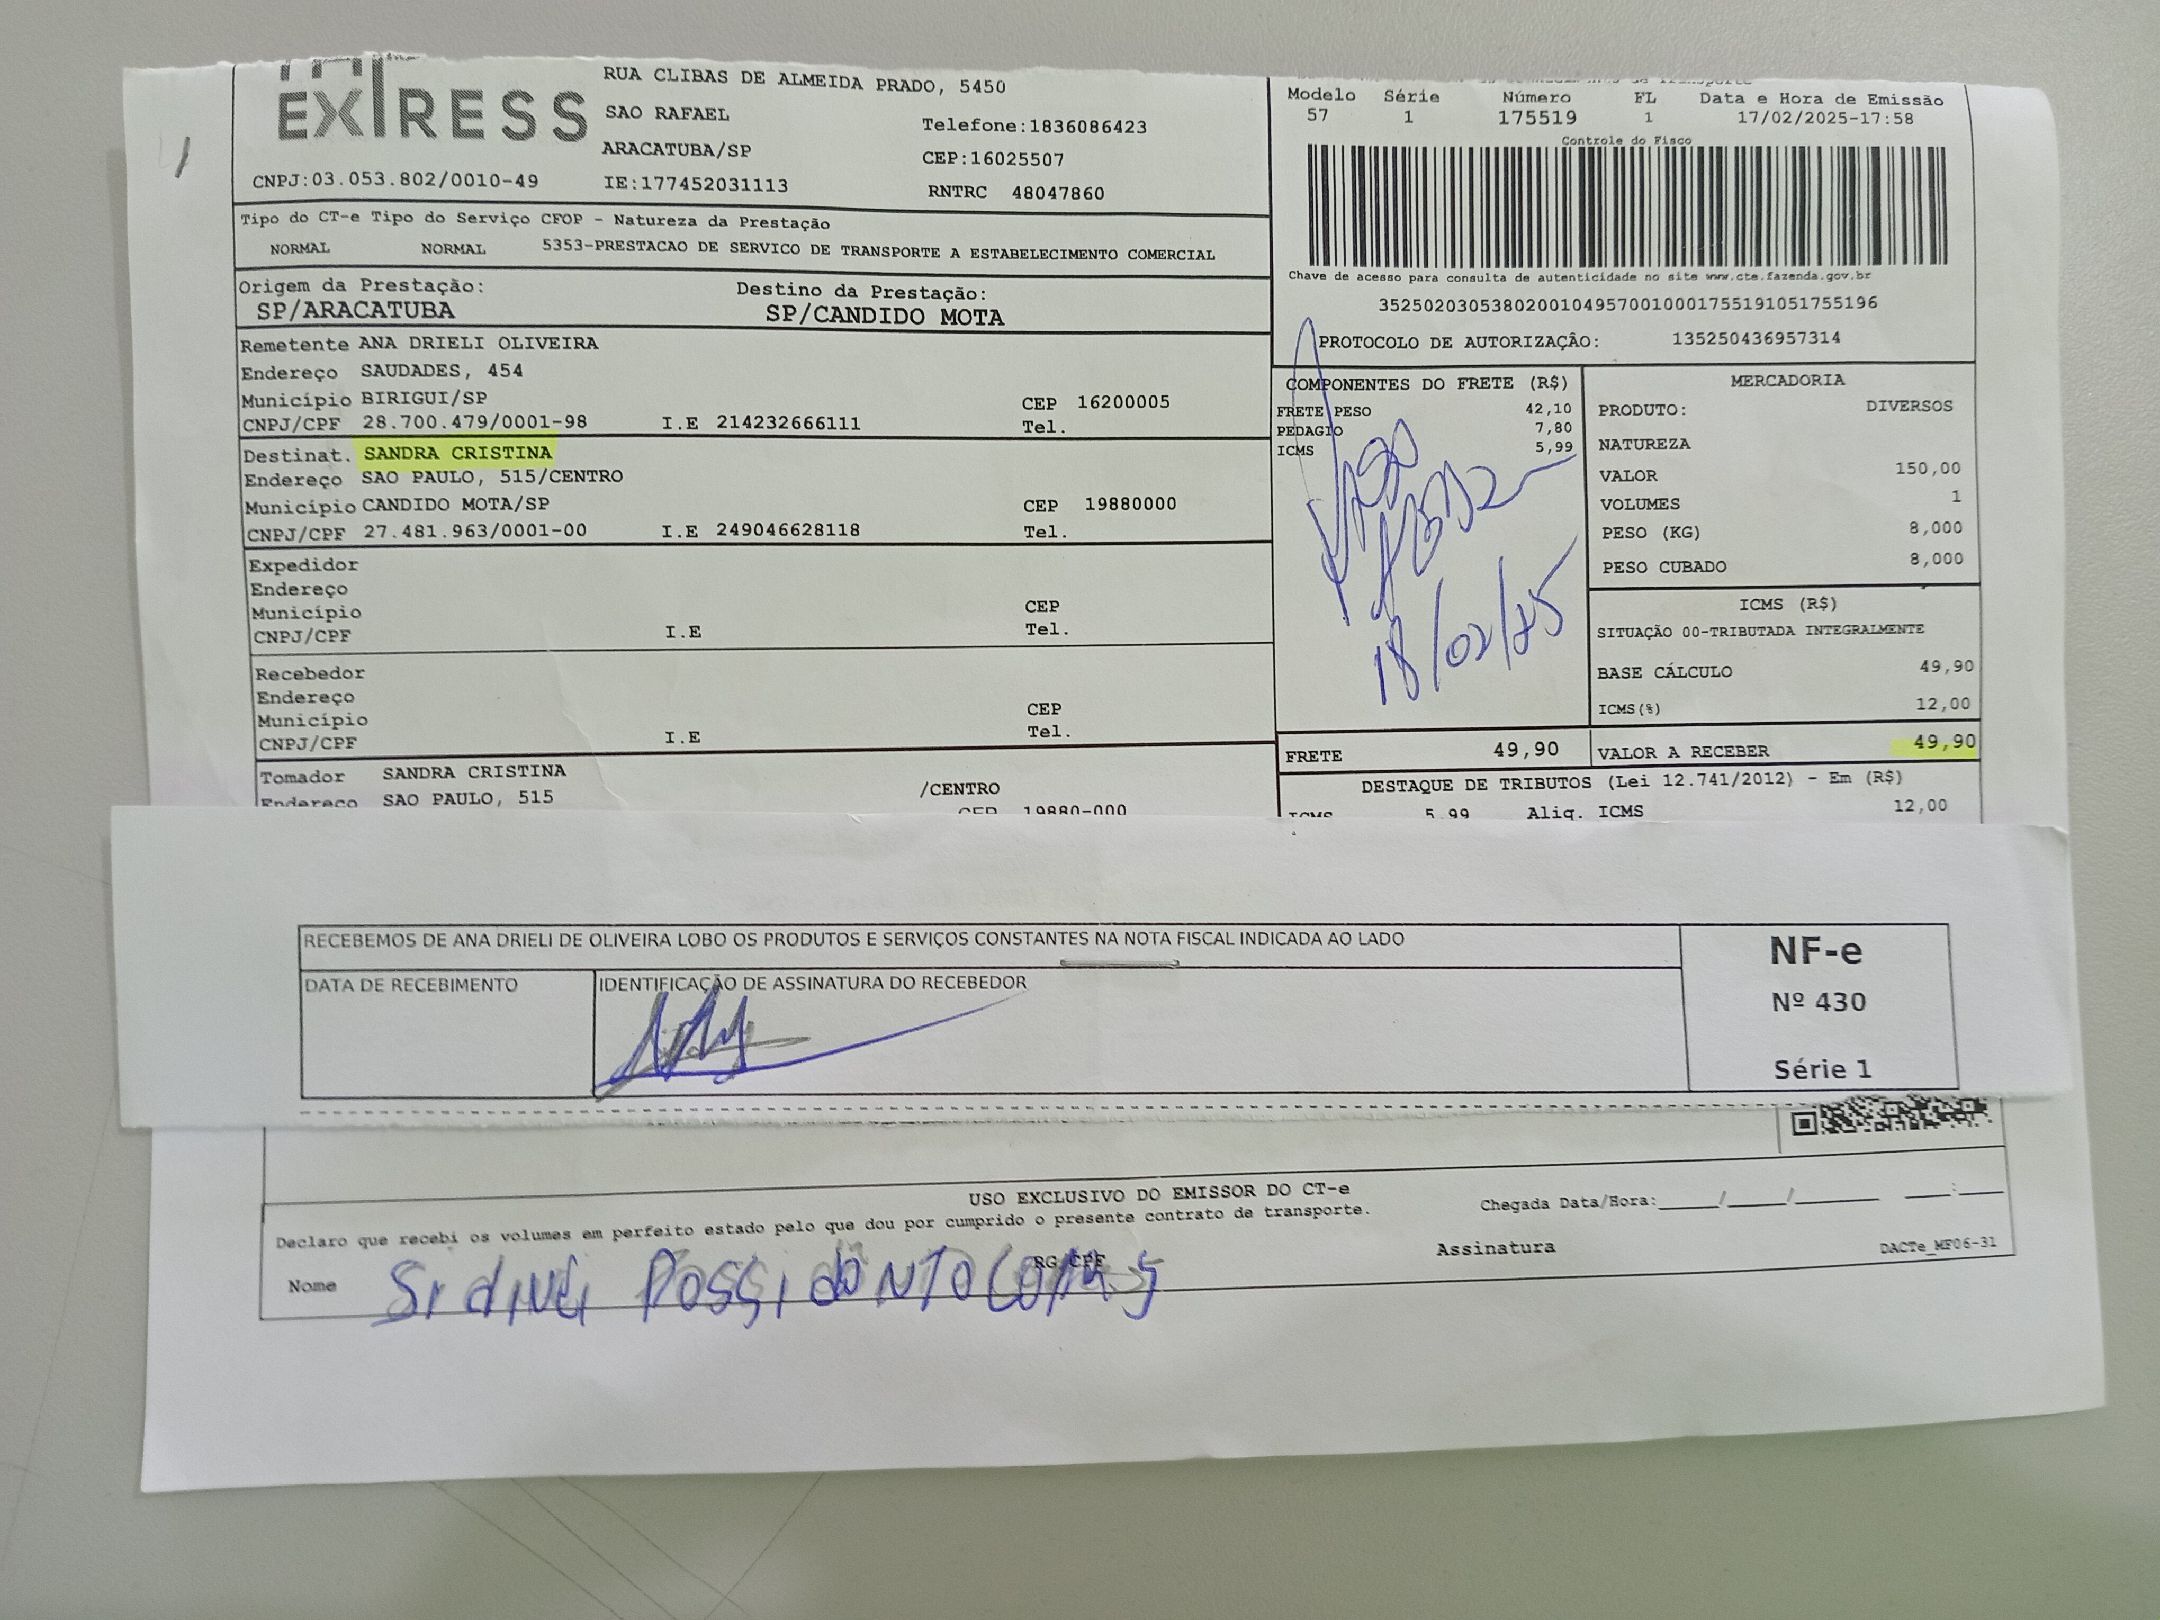 EXPRESS
RUA CLIBAS DE ALMEIDA PRADO, 5450
SAO RAFAEL
Telefone:1836086423
ARACATUBA/SP
CEP:16025507
CNPJ:03.053.802/0010-49
IE:177452031113
RNTRC 48047860
Modelo Série Número FL Data e Hora de Emissão
57 1 175519 1 17/02/2025-17:58
Controle do Fisco
Chave de acesso para consulta de autenticidade no site www.cte.fazenda.gov.br
35250203053802001049570010001755191051755196
PROTOCOLO DE AUTORIZAÇÃO: 135250436957314
Tipo do CT-e Tipo do Serviço CFOP - Natureza da Prestação
NORMAL NORMAL 5353-PRESTACAO DE SERVICO DE TRANSPORTE A ESTABELECIMENTO COMERCIAL
Origem da Prestação: Destino da Prestação:
SP/ARACATUBA SP/CANDIDO MOTA
Remetente ANA DRIELI OLIVEIRA
Endereço SAUDADES, 454
Município BIRIGUI/SP CEP 16200005
CNPJ/CPF 28.700.479/0001-98 I.E 214232666111 Tel.
Destinat. SANDRA CRISTINA
Endereço SAO PAULO, 515/CENTRO
Município CANDIDO MOTA/SP CEP 19880000
CNPJ/CPF 27.481.963/0001-00 I.E 249046628118 Tel.
Expedidor
Endereço
Município CEP
CNPJ/CPF I.E Tel.
Recebedor
Endereço
Município CEP
CNPJ/CPF I.E Tel.
Tomador SANDRA CRISTINA
Endereço SAO PAULO, 515 /CENTRO
CEP 19880-000
COMPONENTES DO FRETE (R$)
FRETE PESO 42,10
PEDAGIO 7,80
ICMS 5,99
18/02/25
FRETE 49,90
MERCADORIA
PRODUTO: DIVERSOS
NATUREZA
VALOR 150,00
VOLUMES 1
PESO (KG) 8,000
PESO CUBADO 8,000
ICMS (R$)
SITUAÇÃO 00-TRIBUTADA INTEGRALMENTE
BASE CÁLCULO 49,90
ICMS(%) 12,00
VALOR A RECEBER 49,90
DESTAQUE DE TRIBUTOS (Lei 12.741/2012) - Em (R$)
ICMS 5,99 Aliq. ICMS 12,00
RECEBEMOS DE ANA DRIELI DE OLIVEIRA LOBO OS PRODUTOS E SERVIÇOS CONSTANTES NA NOTA FISCAL INDICADA AO LADO
DATA DE RECEBIMENTO
IDENTIFICAÇÃO DE ASSINATURA DO RECEBEDOR
NF-e
Nº 430
Série 1
USO EXCLUSIVO DO EMISSOR DO CT-e
Declaro que recebi os volumes em perfeito estado pelo que dou por cumprido o presente contrato de transporte.
Chegada Data/Hora:____/____/______ ___:___
Nome RG/CPF Assinatura
DACTe_MF06-31